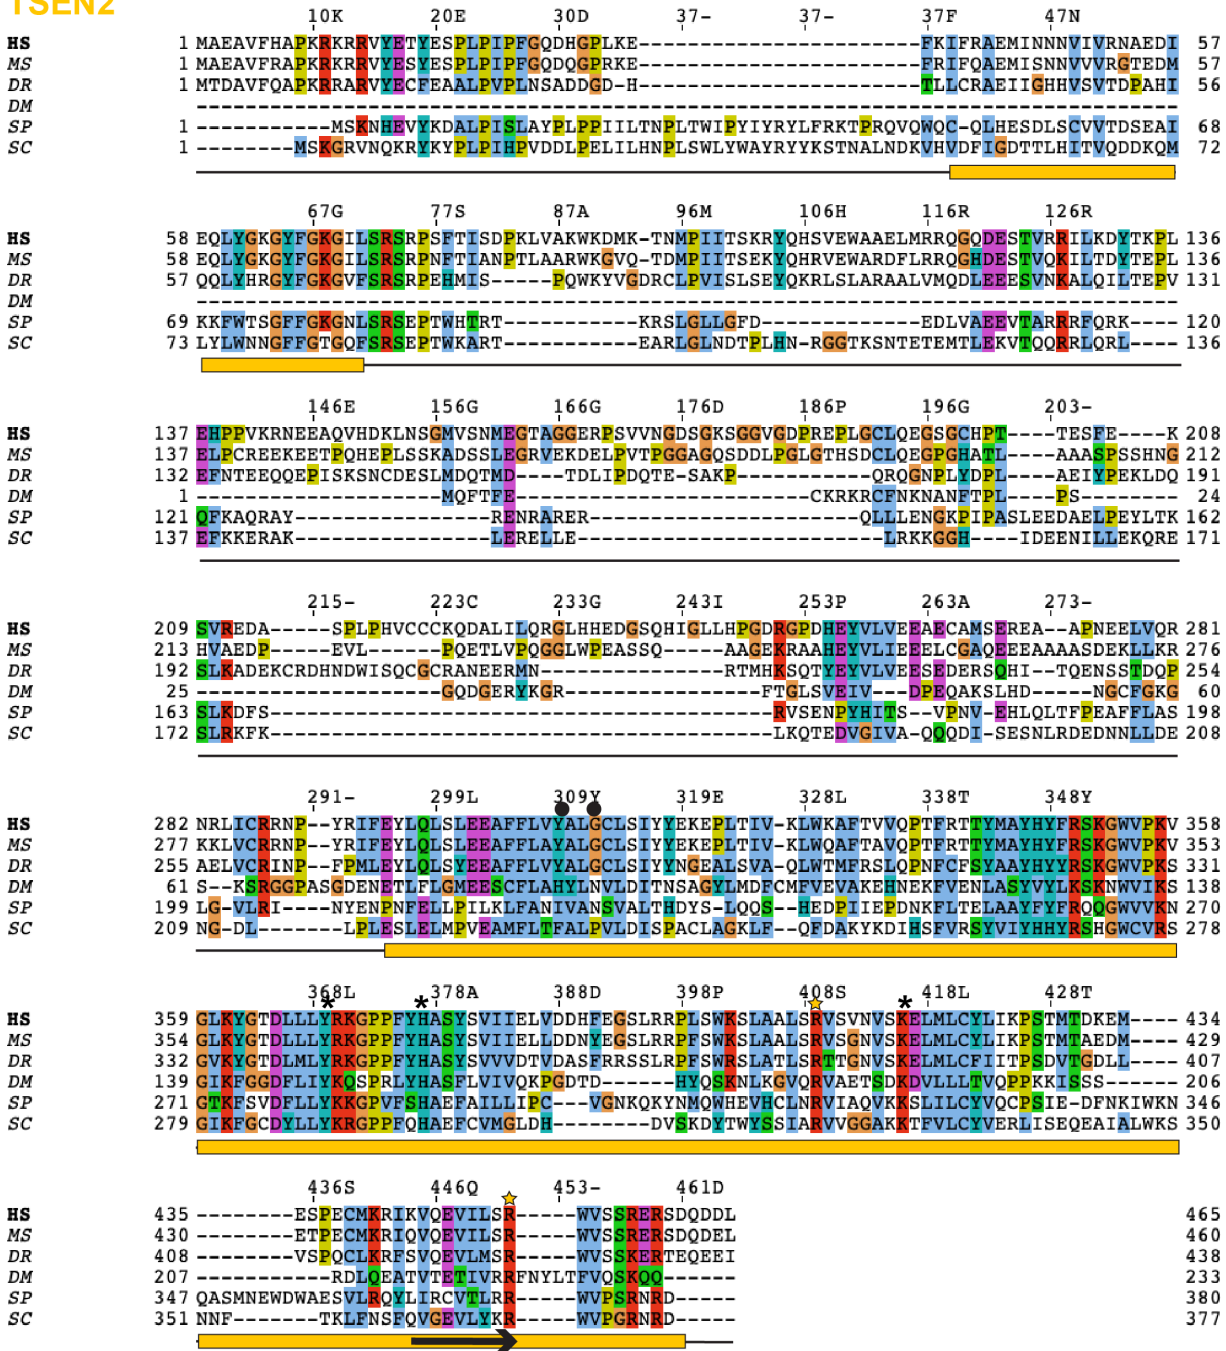 TSEN2
10K 20E 30D 37- 37- 37F 47N
HS 1 MAEAVFHAPKRKRRVYETYESPLPIPFGQDHGPLKE-----------------------FKIFRAEMINNNVIVRNAEDI 57
MS 1 MAEAVFRAPKRKRRVYESYESPLPIPFGQDQGPRKE-----------------------FRIFQAEMISNNVVVRGTEDM 57
DR 1 MTDAVFQAPKRRARVYECFEAALPVPLNSADDGD-H-----------------------TLLCRAEIIGHHVSVTDPAHI 56
DM --------------------------------------------------------------------------------
SP 1 -----------MSKNHEVYKDALPISLAYPLPPIILTNPLTWIPYIYRYLFRKTPRQVQWQC-QLHESDLSCVVTDSEAI 68
SC 1 --------MSKGRVNQKRYKYPLPIHPVDDLPELILHNPLSWLYWAYRYYKSTNALNDKVHVDFIGDTTLHITVQDDKQM 72
67G 77S 87A 96M 106H 116R 126R
HS 58 EQLYGKGYFGKGILSRSRPSFTISDPKLVAKWKDMK-TNMPIITSKRYQHSVEWAAELMRRQGQDESTVRRILKDYTKPL 136
MS 58 EQLYGKGYFGKGILSRSRPNFTIANPTLAARWKGVQ-TDMPIITSEKYQHRVEWARDFLRRQGHDESTVQKILTDYTEPL 136
DR 57 QQLYHRGYFGKGVFSRSRPEHMIS-----PQWKYVGDRCLPVISLSEYQKRLSLARAALVMQDLEEESVNKALQILTEPV 131
DM --------------------------------------------------------------------------------
SP 69 KKFWTSGFFGKGNLSRSEPTWHTRT-----------KRSLGLLGFD-------------EDLVAEEVTARRRFQRK---- 120
SC 73 LYLWNNGFFGTGQFSRSEPTWKART-----------EARLGLNDTPLHN-RGGTKSNTETEMTLEKVTQQRRLQRL---- 136
146E 156G 166G 176D 186P 196G 203-
HS 137 EHPPVKRNEEAQVHDKLNSGMVSNMEGTAGGERPSVVNGDSGKSGGVGDPREPLGCLQEGSGCHPT----TESFE----K 208
MS 137 ELPCREEKEETPQHEPLSSKADSSLEGRVEKDELPVTPGGAGQSDDLPGLGTHSDCLQEGPGHATL----AAASPSSHNG 212
DR 132 EFNTEEQQEPISKSNCDESLMDQTMD----TDLIPDQTE-SAKP-----------QRQGNPLYDPL----AEIYPEKLDQ 191
DM 1 --------------------MQFTFE------------------------CKRKRCFNKNANFTPL----PS-------- 24
SP 121 QFKAQRAY----------------RENRARER----------------------QLLLENGKPIPASLEEDAELPEYLTK 162
SC 137 EFKKERAK----------------LERELLE-------------------------LRKKGGH----IDEENILLEKQRE 171
215- 223C 233G 243I 253P 263A 273-
HS 209 SVREDA-----SPLPHVCCCKQDALILQRGLHHEDGSQHIGLLHPGDRGPDHEYVLVEEAECAMSEREA--APNEELVQR 281
MS 213 HVAEDP-----EVL------PQETLVPQGGLWPEASSQ-----AAGEKRAAHEYVLIEEELCGAQEEEEAAAASDEKLLKR 276
DR 192 SLKADEKCRDHNDWISQCGCRANEERMN---------------RTMHKSQTYEYVLVEESEDERSQHI--TQENSSTDQP 254
DM 25 --------------------GQDGERYKGR----------------FTGLSVEIV---DPEQAKSLHD----NGCFGKG 60
SP 163 SLKDFS-----------------------------------------RVSENPYHITS--VPNV-EHLQLTFPEAFFLAS 198
SC 172 SLRKFK-----------------------------------------LKQTEDVGIVA-QQQDI-SESNLRDEDNNLLDE 208
291- 299L 309Y 319E 328L 338T 348Y
HS 282 NRLICRRNP--YRIFEYLQLSLEEAFFLVYALGCLSIYYEKEPLTIV-KLWKAFTVVQPTFRTTYMAYHYFRSKGWVPKV 358
MS 277 KKLVCRRNP--YRIFEYLQLSLEEAFFLAYALGCLSIYYEKEPLTIV-KLWQAFTAVQPTFRTTYMAYHYFRSKGWVPKV 353
DR 255 AELVCRINP--FPMLEYLQLSYEEAFFLVYALGCLSIYYNGEALSVA-QLWTMFRSLQPNFCFSYAAYHYYRSKGWVPKS 331
DM 61 S--KSRGGPASGDENETLFLGMEESCFLAHYLNVLDITNSAGYLMDFCMFVEVAKEHNEKFVENLASYVYLKSKNWVIKS 138
SP 199 LG-VLRI----NYENPNFELLPILKLFANIVANSVALTHDYS-LQQS--HEDPIIEPDNKFLTELAAYFYFRQQGWVVKN 270
SC 209 NG-DL------LPLESLELMPVEAMFLTFALPVLDISPACLAGKLF--QFDAKYKDIHSFVRSYVIYHHYRSHGWCVRS 278
368L 378A 388D 398P 408S 418L 428T
* * *
HS 359 GLKYGTDLLLYRKGPPFYHASYSVIIELVDDHFEGSLRRPLSWKSLAALSRVSVNVSKELMLCYLIKPSTMTDKEM---- 434
MS 354 GLKYGTDLLLYRKGPPFYHASYSVIIELLDDNYEGSLRRPFSWKSLAALSRVSGNVSKELMLCYLIKPSTMTAEDM---- 429
DR 332 GVKYGTDLMLYRKGPPFYHASYSVVVDTVDASFRRSSLRPFSWRSLATLSRTTGNVSKELMLCFIITPSDVTGDLL---- 407
DM 139 GIKFGGDFLIYKQSPRLYHASFLVIVQKPGDTD------HYQSKNLKGVQRVAETSDKDVLLLTVQPPKKISSS------ 206
SP 271 GTKFSVDFLLYKKGPVFSHAEFAILLIPC---VGNKQKYNMQWHEVHCLNRVIAQVKKSLILCYVQCPSIE-DFNKIWKN 346
SC 279 GIKFGCDYLLYKRGPPFQHAEFCVMGLDH--------DVSKDYTWYSSIARVVGGAKKTFVLCYVERLISEQEAIALWKS 350
436S 446Q 453- 461D
HS 435 --------ESPECMKRIKVQEVILSR-----WVSSRERSDQDDL 465
MS 430 --------ETPECMKRIQVQEVILSR-----WVSSRERSDQDEL 460
DR 408 --------VSPQCLKRFSVQEVLMSR-----WVSSKERTEQEEI 438
DM 207 -----------RDLQEATVTETIVRRFNYLTFVQSKQQ------ 233
SP 347 QASMNEWDWAESVLRQYLIRCVTLRR-----WVPSRNRD----- 380
SC 351 NNF-------TKLFNSFQVGEVLYKR-----WVPGRNRD----- 377